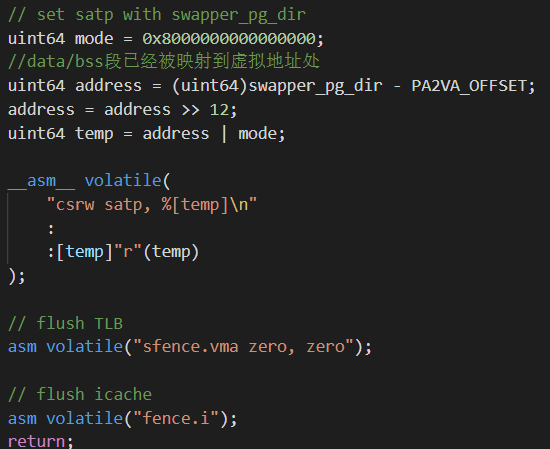 // set satp with swapper_pg_dir
uint64 mode = 0x8000000000000000;
//data/bss段已经被映射到虚拟地址处
uint64 address = (uint64)swapper_pg_dir - PA2VA_OFFSET;
address = address >> 12;
uint64 temp = address | mode;

__asm__ volatile(
    "csrw satp, %[temp]\n"
    :
    :[temp]"r"(temp)
);

// flush TLB
asm volatile("sfence.vma zero, zero");

// flush icache
asm volatile("fence.i");
return;